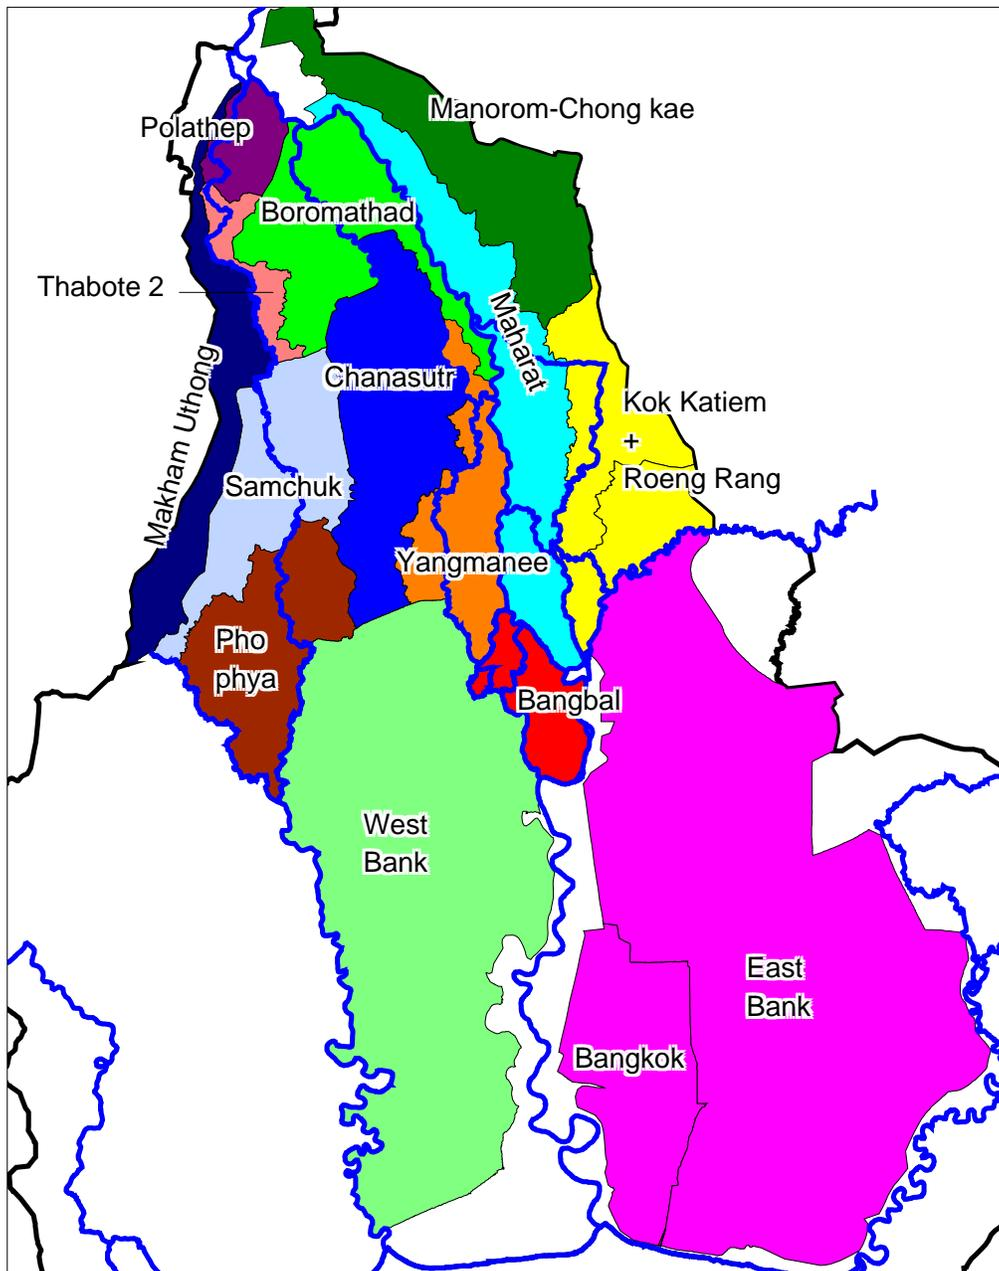 Manorom-Chong kae
Polathep
Boromathad
Thabote 2
Maharat
Makham Uthong
Chanasutr
Kok Katiem
+
Roeng Rang
Samchuk
Yangmanee
Pho
phya
Bangbal
West
Bank
East
Bank
Bangkok